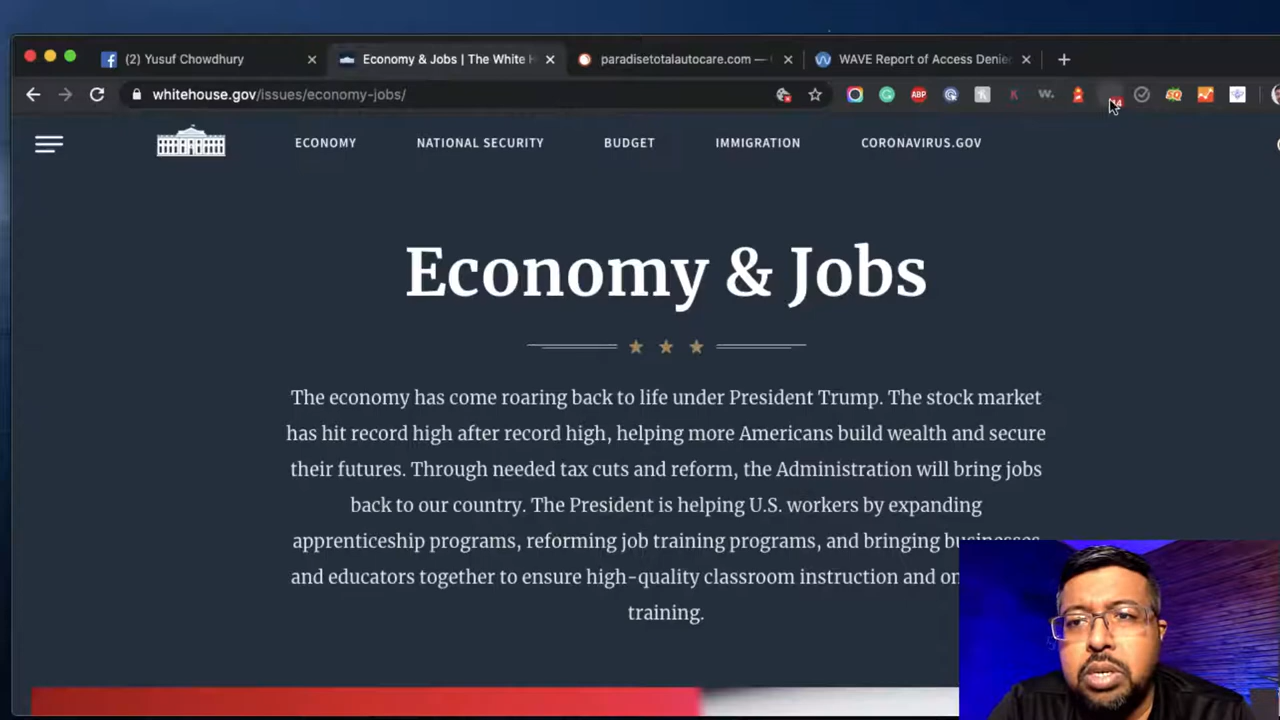 (2) Yusuf Chowdhury
Economy & Jobs | The White H
paradisetotalautocare.com —
WAVE Report of Access Denie
whitehouse.gov/issues/economy-jobs/
ABP
w.
ECONOMY
NATIONAL SECURITY
BUDGET
IMMIGRATION
CORONAVIRUS.GOV
Economy & Jobs
The economy has come roaring back to life under President Trump. The stock market
has hit record high after record high, helping more Americans build wealth and secure
their futures. Through needed tax cuts and reform, the Administration will bring jobs
back to our country. The President is helping U.S. workers by expanding
apprenticeship programs, reforming job training programs, and bringing businesses
and educators together to ensure high-quality classroom instruction and on
training.